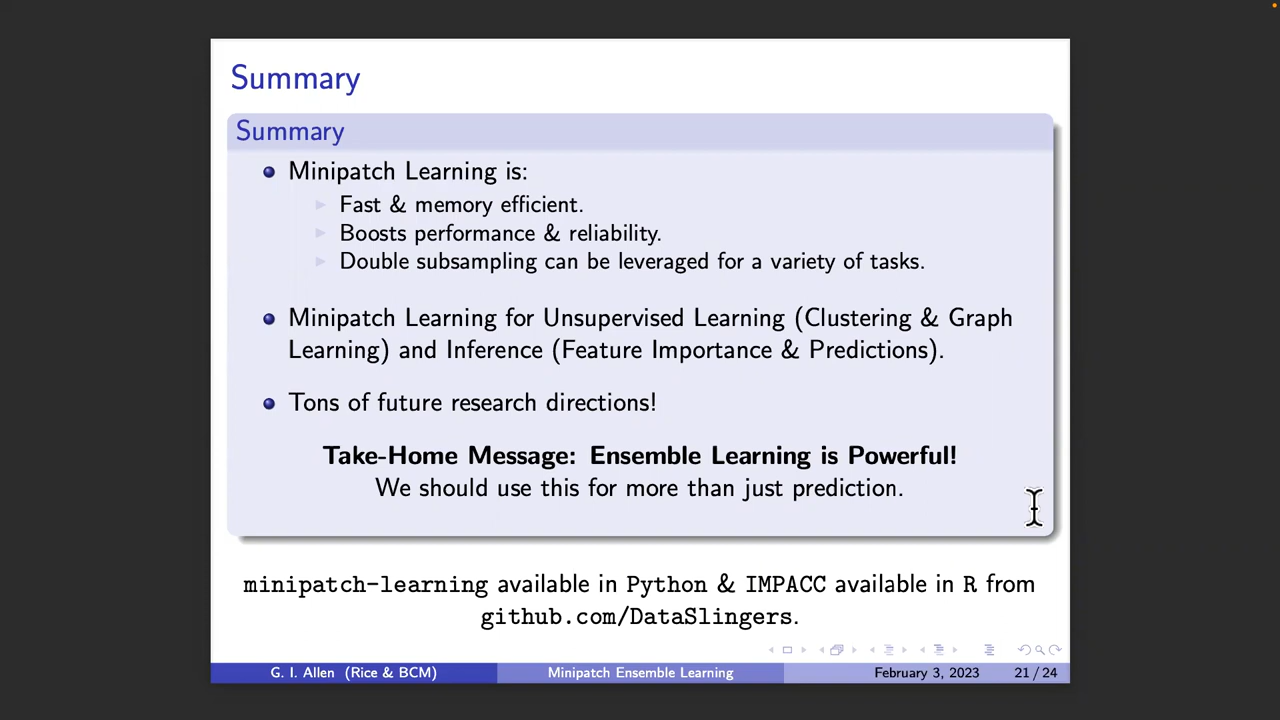 Summary
Summary
Minipatch Learning is:
Fast & memory efficient.
Boosts performance & reliability.
Double subsampling can be leveraged for a variety of tasks.
Minipatch Learning for Unsupervised Learning (Clustering & Graph
Learning) and Inference (Feature Importance & Predictions).
Tons of future research directions!
Take-Home Message: Ensemble Learning is Powerful!
We should use this for more than just prediction.
minipatch-learning available in Python & IMPACC available in R from
github.com/DataSlingers.
G. I. Allen (Rice & BCM) Minipatch Ensemble Learning February 3, 2023 21 / 24